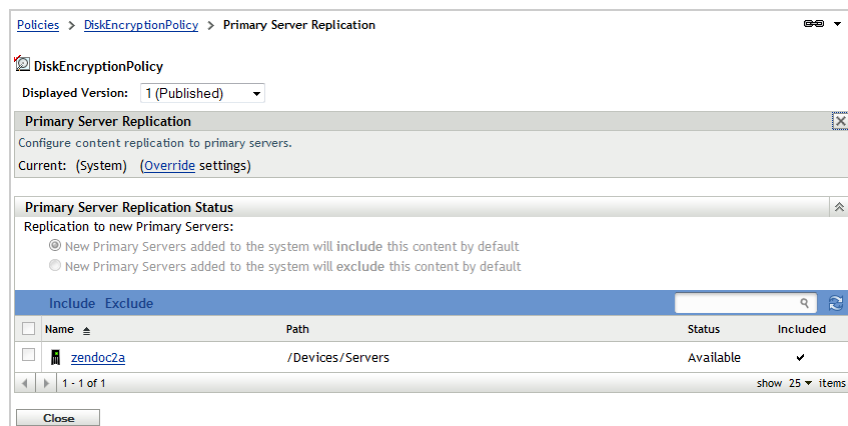 Policies > DiskEncryptionPolicy > Primary Server Replication
DiskEncryptionPolicy
Displayed Version: 1 (Published)
Primary Server Replication
Configure content replication to primary servers.
Current: (System) (Override settings)
Primary Server Replication Status
Replication to new Primary Servers:
New Primary Servers added to the system will include this content by default
New Primary Servers added to the system will exclude this content by default
Include Exclude
Name Path Status Included
zendoc2a /Devices/Servers Available
1 - 1 of 1 show 25 items
Close